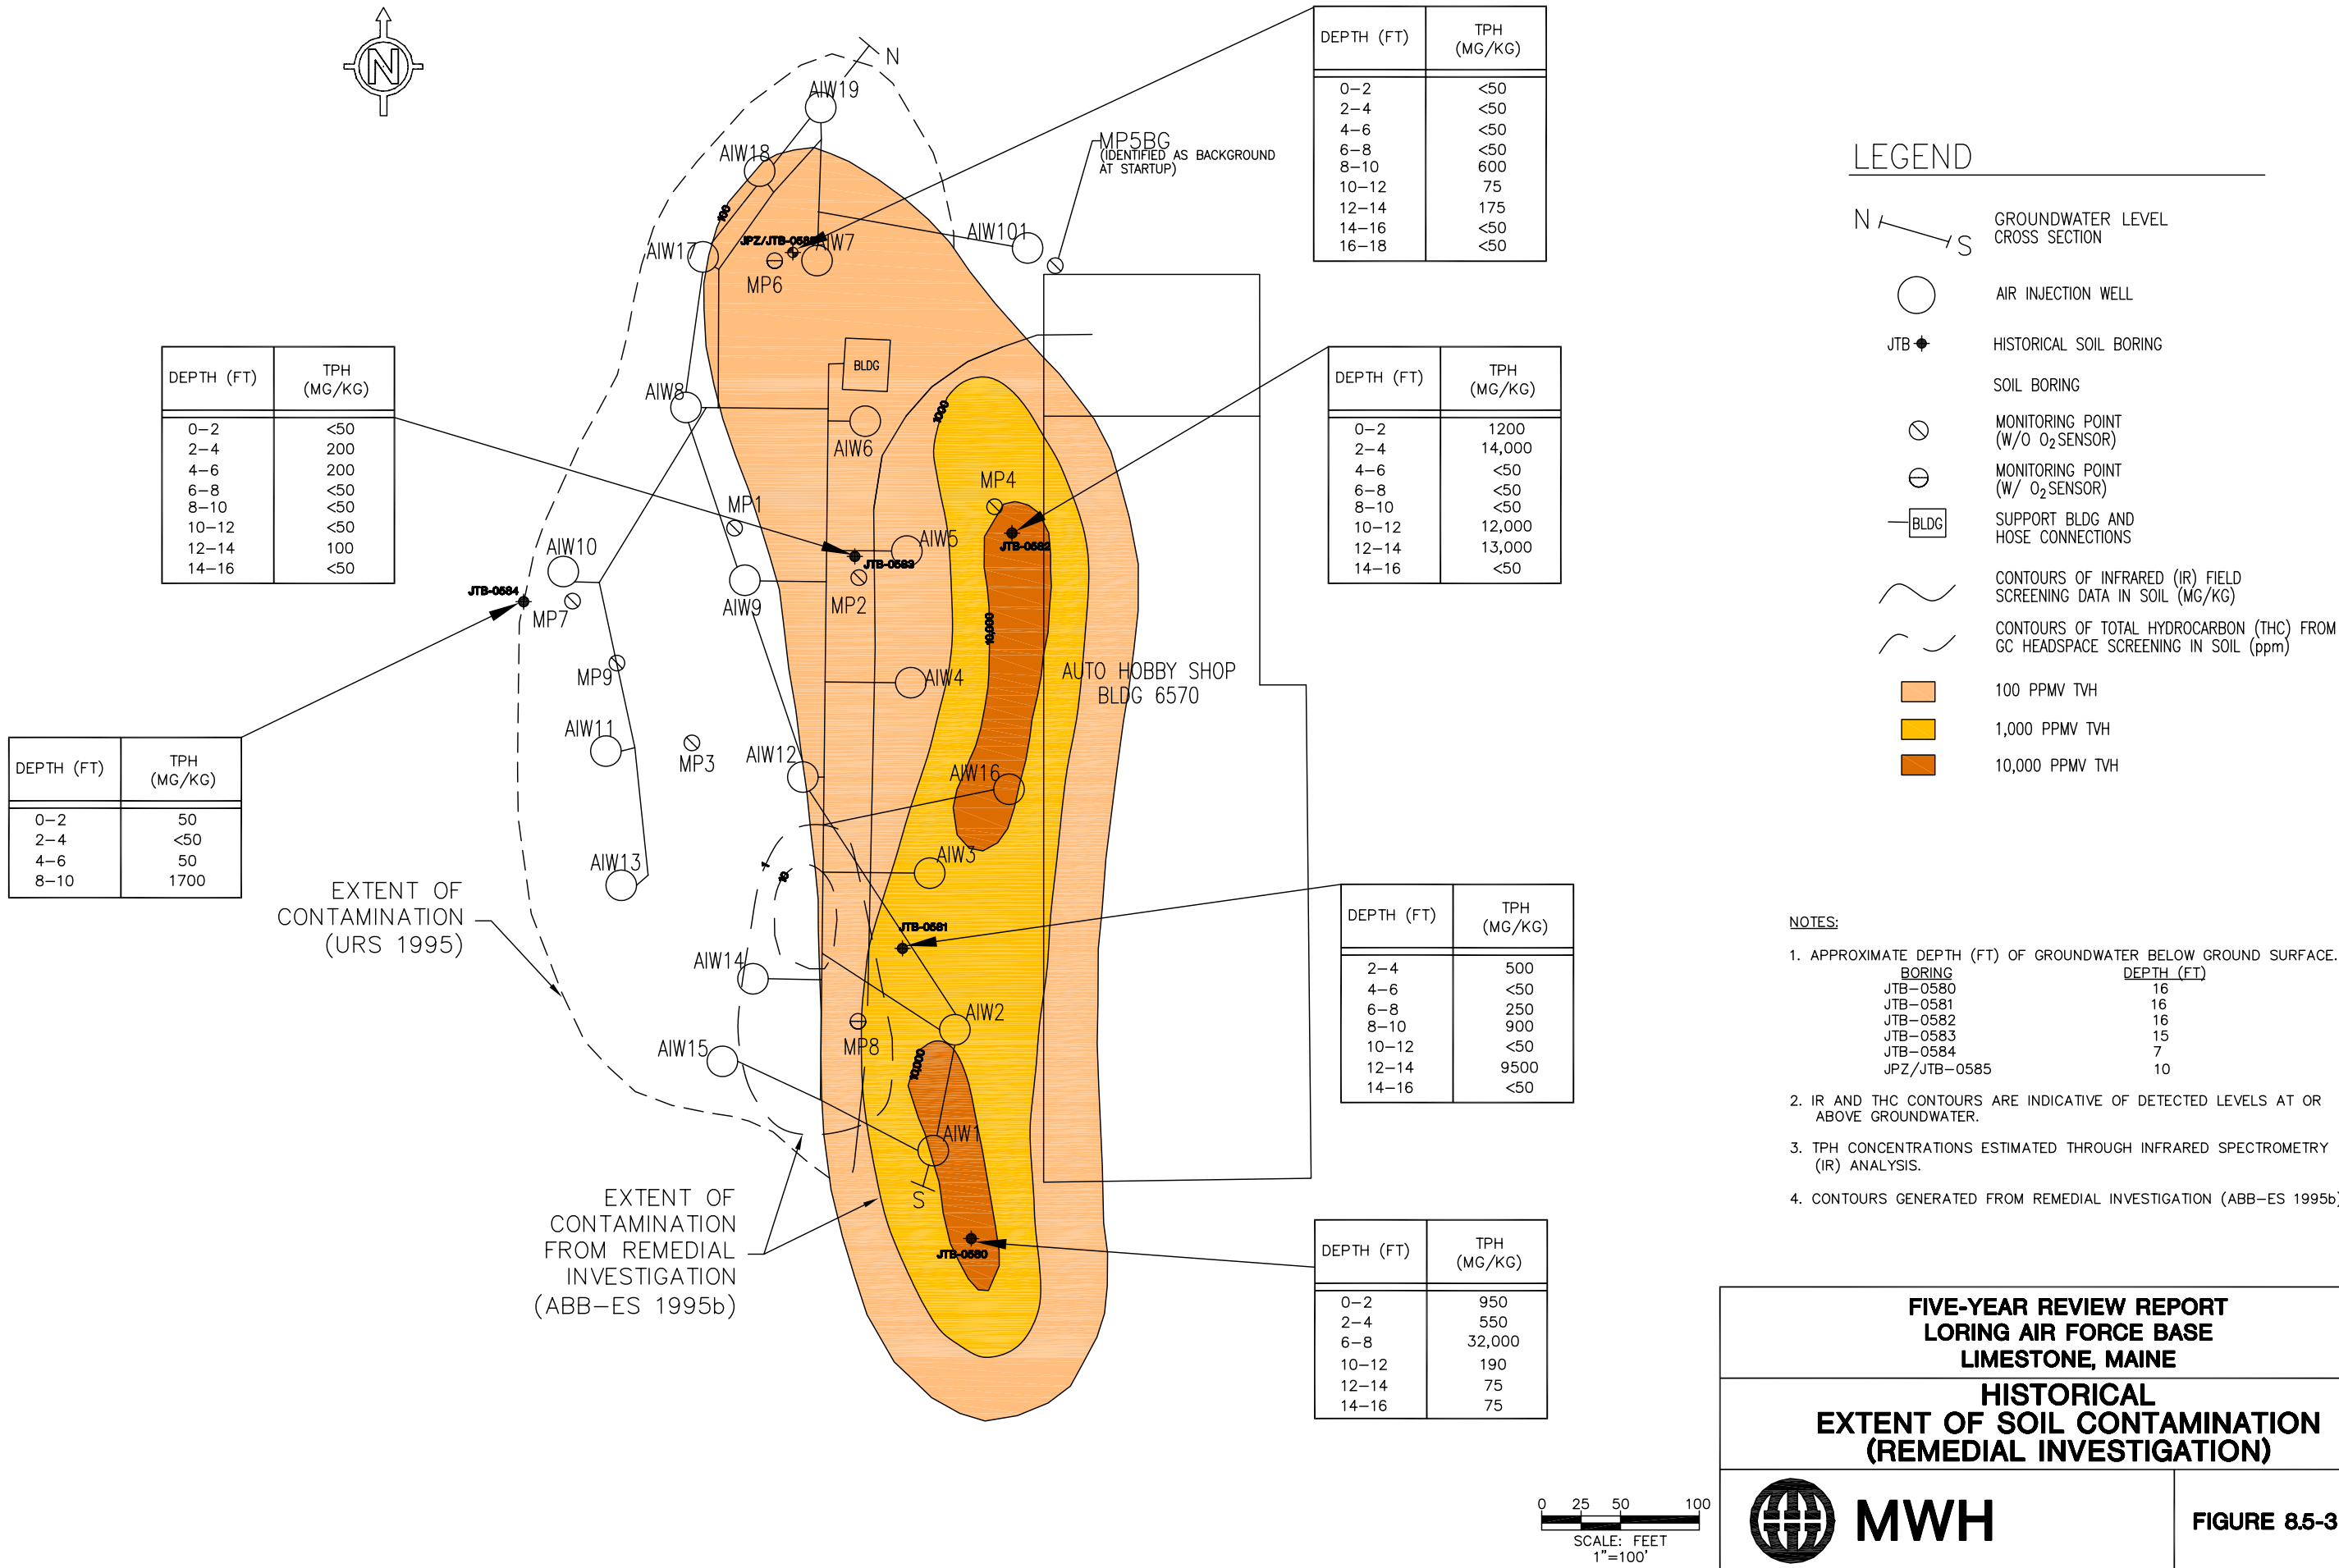 N
N
AIW19
AIW18
MP5BG
(IDENTIFIED AS BACKGROUND
AT STARTUP)
100
AIW17
JPZ/JTB-0585
AIW7
AIW101
MP6
BLDG
AIW8
AIW6
1000
MP4
MP1
AIW5
JTB-0582
AIW10
JTB-0583
JTB-0584
MP7
AIW9
MP2
10,000
MP9
AIW4
AUTO HOBBY SHOP
BLDG 6570
AIW11
MP3
AIW12
AIW16
AIW13
1
10
AIW3
EXTENT OF
CONTAMINATION
(URS 1995)
JTB-0581
AIW14
AIW2
MP8
AIW15
10,000
AIW1
S
EXTENT OF
CONTAMINATION
FROM REMEDIAL
INVESTIGATION
(ABB-ES 1995b)
JTB-0580
DEPTH (FT) TPH
(MG/KG)
0-2 <50
2-4 <50
4-6 <50
6-8 <50
8-10 600
10-12 75
12-14 175
14-16 <50
16-18 <50
DEPTH (FT) TPH
(MG/KG)
0-2 <50
2-4 200
4-6 200
6-8 <50
8-10 <50
10-12 <50
12-14 100
14-16 <50
DEPTH (FT) TPH
(MG/KG)
0-2 1200
2-4 14,000
4-6 <50
6-8 <50
8-10 <50
10-12 12,000
12-14 13,000
14-16 <50
DEPTH (FT) TPH
(MG/KG)
0-2 50
2-4 <50
4-6 50
8-10 1700
DEPTH (FT) TPH
(MG/KG)
2-4 500
4-6 <50
6-8 250
8-10 900
10-12 <50
12-14 9500
14-16 <50
DEPTH (FT) TPH
(MG/KG)
0-2 950
2-4 550
6-8 32,000
10-12 190
12-14 75
14-16 75
LEGEND
N S GROUNDWATER LEVEL
CROSS SECTION
AIR INJECTION WELL
JTB HISTORICAL SOIL BORING
SOIL BORING
MONITORING POINT
(W/O O2 SENSOR)
MONITORING POINT
(W/ O2 SENSOR)
BLDG SUPPORT BLDG AND
HOSE CONNECTIONS
CONTOURS OF INFRARED (IR) FIELD
SCREENING DATA IN SOIL (MG/KG)
CONTOURS OF TOTAL HYDROCARBON (THC) FROM
GC HEADSPACE SCREENING IN SOIL (ppm)
100 PPMV TVH
1,000 PPMV TVH
10,000 PPMV TVH
NOTES:
1. APPROXIMATE DEPTH (FT) OF GROUNDWATER BELOW GROUND SURFACE.
BORING DEPTH (FT)
JTB-0580 16
JTB-0581 16
JTB-0582 16
JTB-0583 15
JTB-0584 7
JPZ/JTB-0585 10
2. IR AND THC CONTOURS ARE INDICATIVE OF DETECTED LEVELS AT OR
ABOVE GROUNDWATER.
3. TPH CONCENTRATIONS ESTIMATED THROUGH INFRARED SPECTROMETRY
(IR) ANALYSIS.
4. CONTOURS GENERATED FROM REMEDIAL INVESTIGATION (ABB-ES 1995b)
FIVE-YEAR REVIEW REPORT
LORING AIR FORCE BASE
LIMESTONE, MAINE
HISTORICAL
EXTENT OF SOIL CONTAMINATION
(REMEDIAL INVESTIGATION)
0 25 50 100
SCALE: FEET
1"=100'
MWH
FIGURE 8.5-3